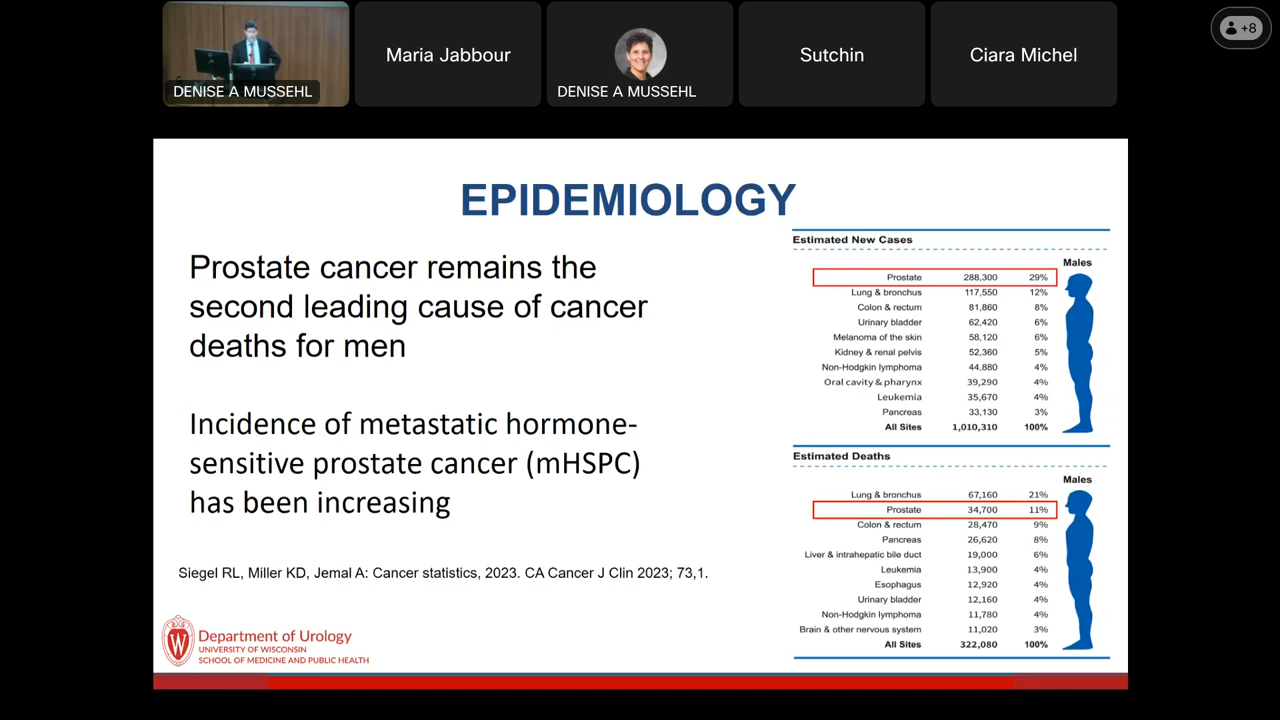 DENISE A MUSSEHL
Maria Jabbour
DENISE A MUSSEHL
Sutchin
Ciara Michel
+8
EPIDEMIOLOGY
Prostate cancer remains the
second leading cause of cancer
deaths for men
Incidence of metastatic hormone-
sensitive prostate cancer (mHSPC)
has been increasing
Siegel RL, Miller KD, Jemal A: Cancer statistics, 2023. CA Cancer J Clin 2023; 73,1.
W
Department of Urology
UNIVERSITY OF WISCONSIN
SCHOOL OF MEDICINE AND PUBLIC HEALTH
Estimated New Cases
Males
Prostate 288,300 29%
Lung & bronchus 117,550 12%
Colon & rectum 81,860 8%
Urinary bladder 62,420 6%
Melanoma of the skin 58,120 6%
Kidney & renal pelvis 52,360 5%
Non-Hodgkin lymphoma 44,880 4%
Oral cavity & pharynx 39,290 4%
Leukemia 35,670 4%
Pancreas 33,130 3%
All Sites 1,010,310 100%
Estimated Deaths
Males
Lung & bronchus 67,160 21%
Prostate 34,700 11%
Colon & rectum 28,470 9%
Pancreas 26,620 8%
Liver & intrahepatic bile duct 19,000 6%
Leukemia 13,900 4%
Esophagus 12,920 4%
Urinary bladder 12,160 4%
Non-Hodgkin lymphoma 11,780 4%
Brain & other nervous system 11,020 3%
All Sites 322,080 100%